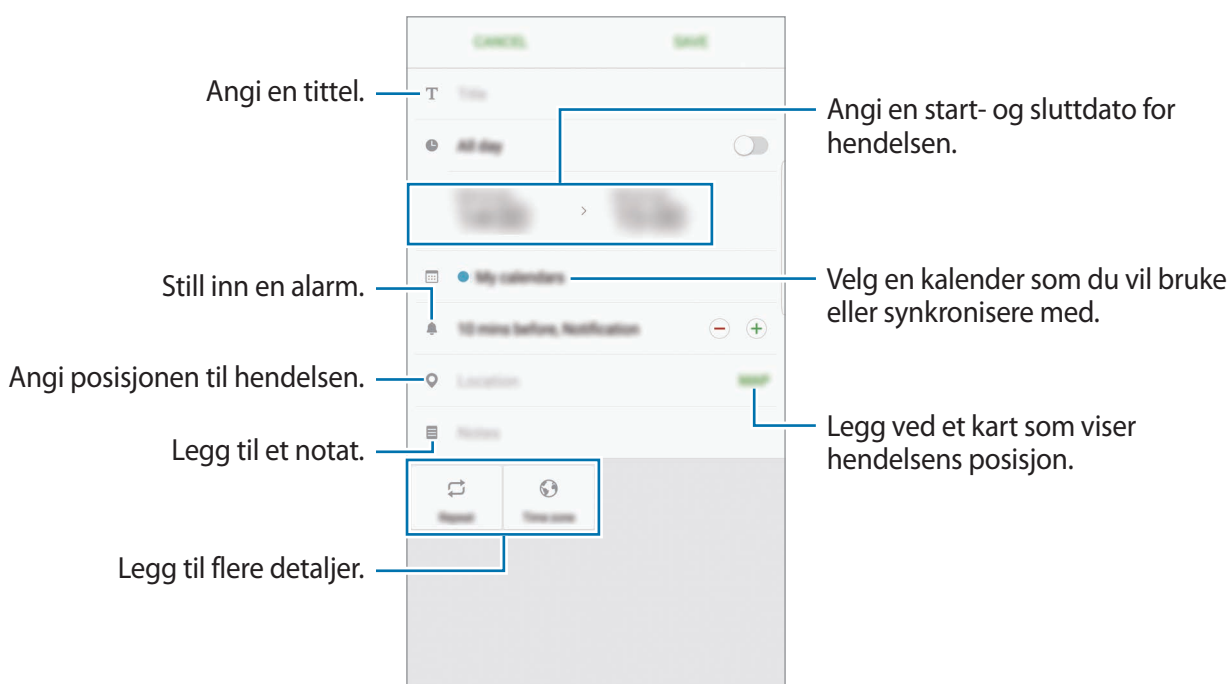 CANCEL
SAVE
Angi en tittel.
Title
All day
Angi en start- og sluttdato for
hendelsen.
My calendars
Velg en kalender som du vil bruke
eller synkronisere med.
Still inn en alarm.
10 mins before, Notification
Angi posisjonen til hendelsen.
Location
MAP
Legg ved et kart som viser
hendelsens posisjon.
Legg til et notat.
Notes
Repeat
Time zone
Legg til flere detaljer.